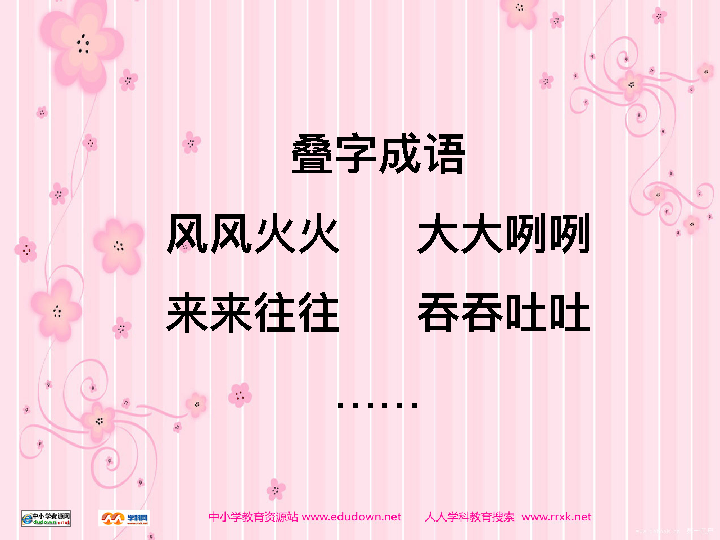 叠字成语
风风火火 大大咧咧
来来往往 吞吞吐吐
……
中小学教育资源站 www.edudown.net 人人学科教育搜索 www.rrxk.net